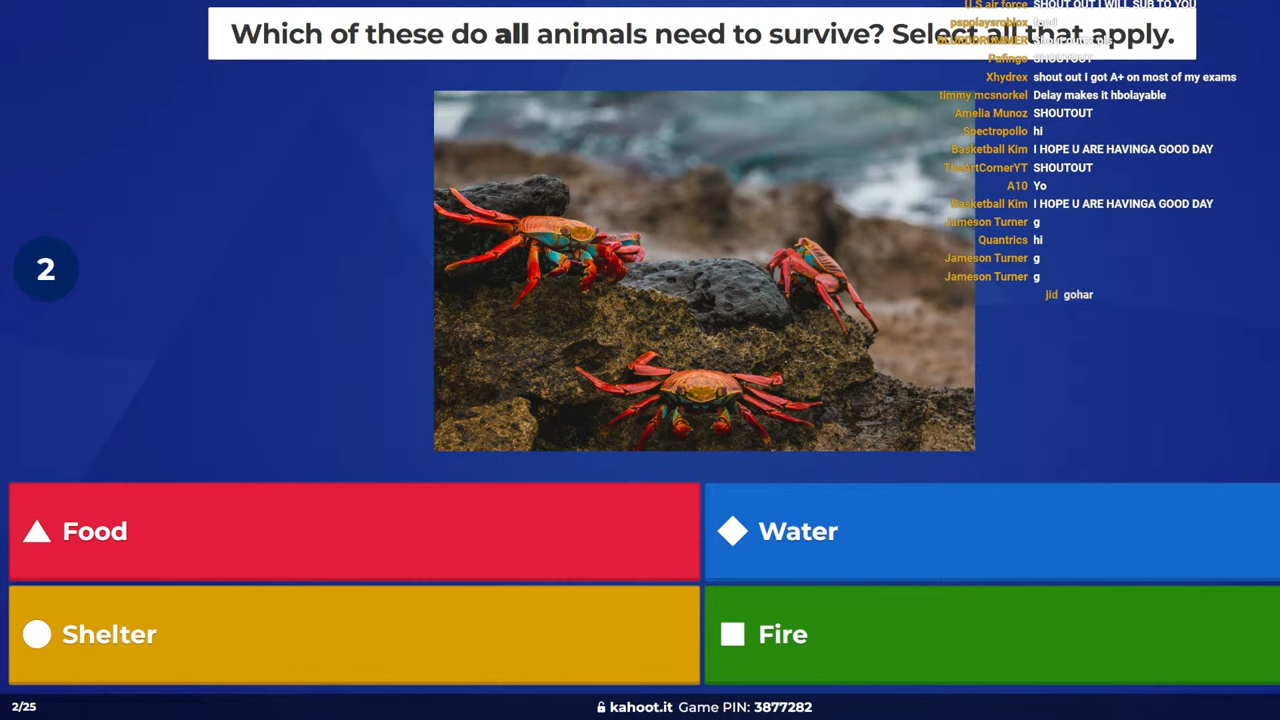 U.S air force SHOUT OUT I WILL SUB TO YOU
Which of these do all animals need to survive? Select all that apply.
pspplaysroblox food
Pafingo SHOUTOUT
Xhydrex shout out I got A+ on most of my exams
timmy mcsnorkel Delay makes it hbolayable
Amelia Munoz SHOUTOUT
Spectropollo hi
Basketball Kim I HOPE U ARE HAVINGA GOOD DAY
TheArtCornerYT SHOUTOUT
A10 Yo
Basketball Kim I HOPE U ARE HAVINGA GOOD DAY
Jameson Turner g
Quantrics hi
Jameson Turner g
Jameson Turner g
jid gohar
2
Food
Water
Shelter
Fire
2/25
kahoot.it Game PIN: 3877282